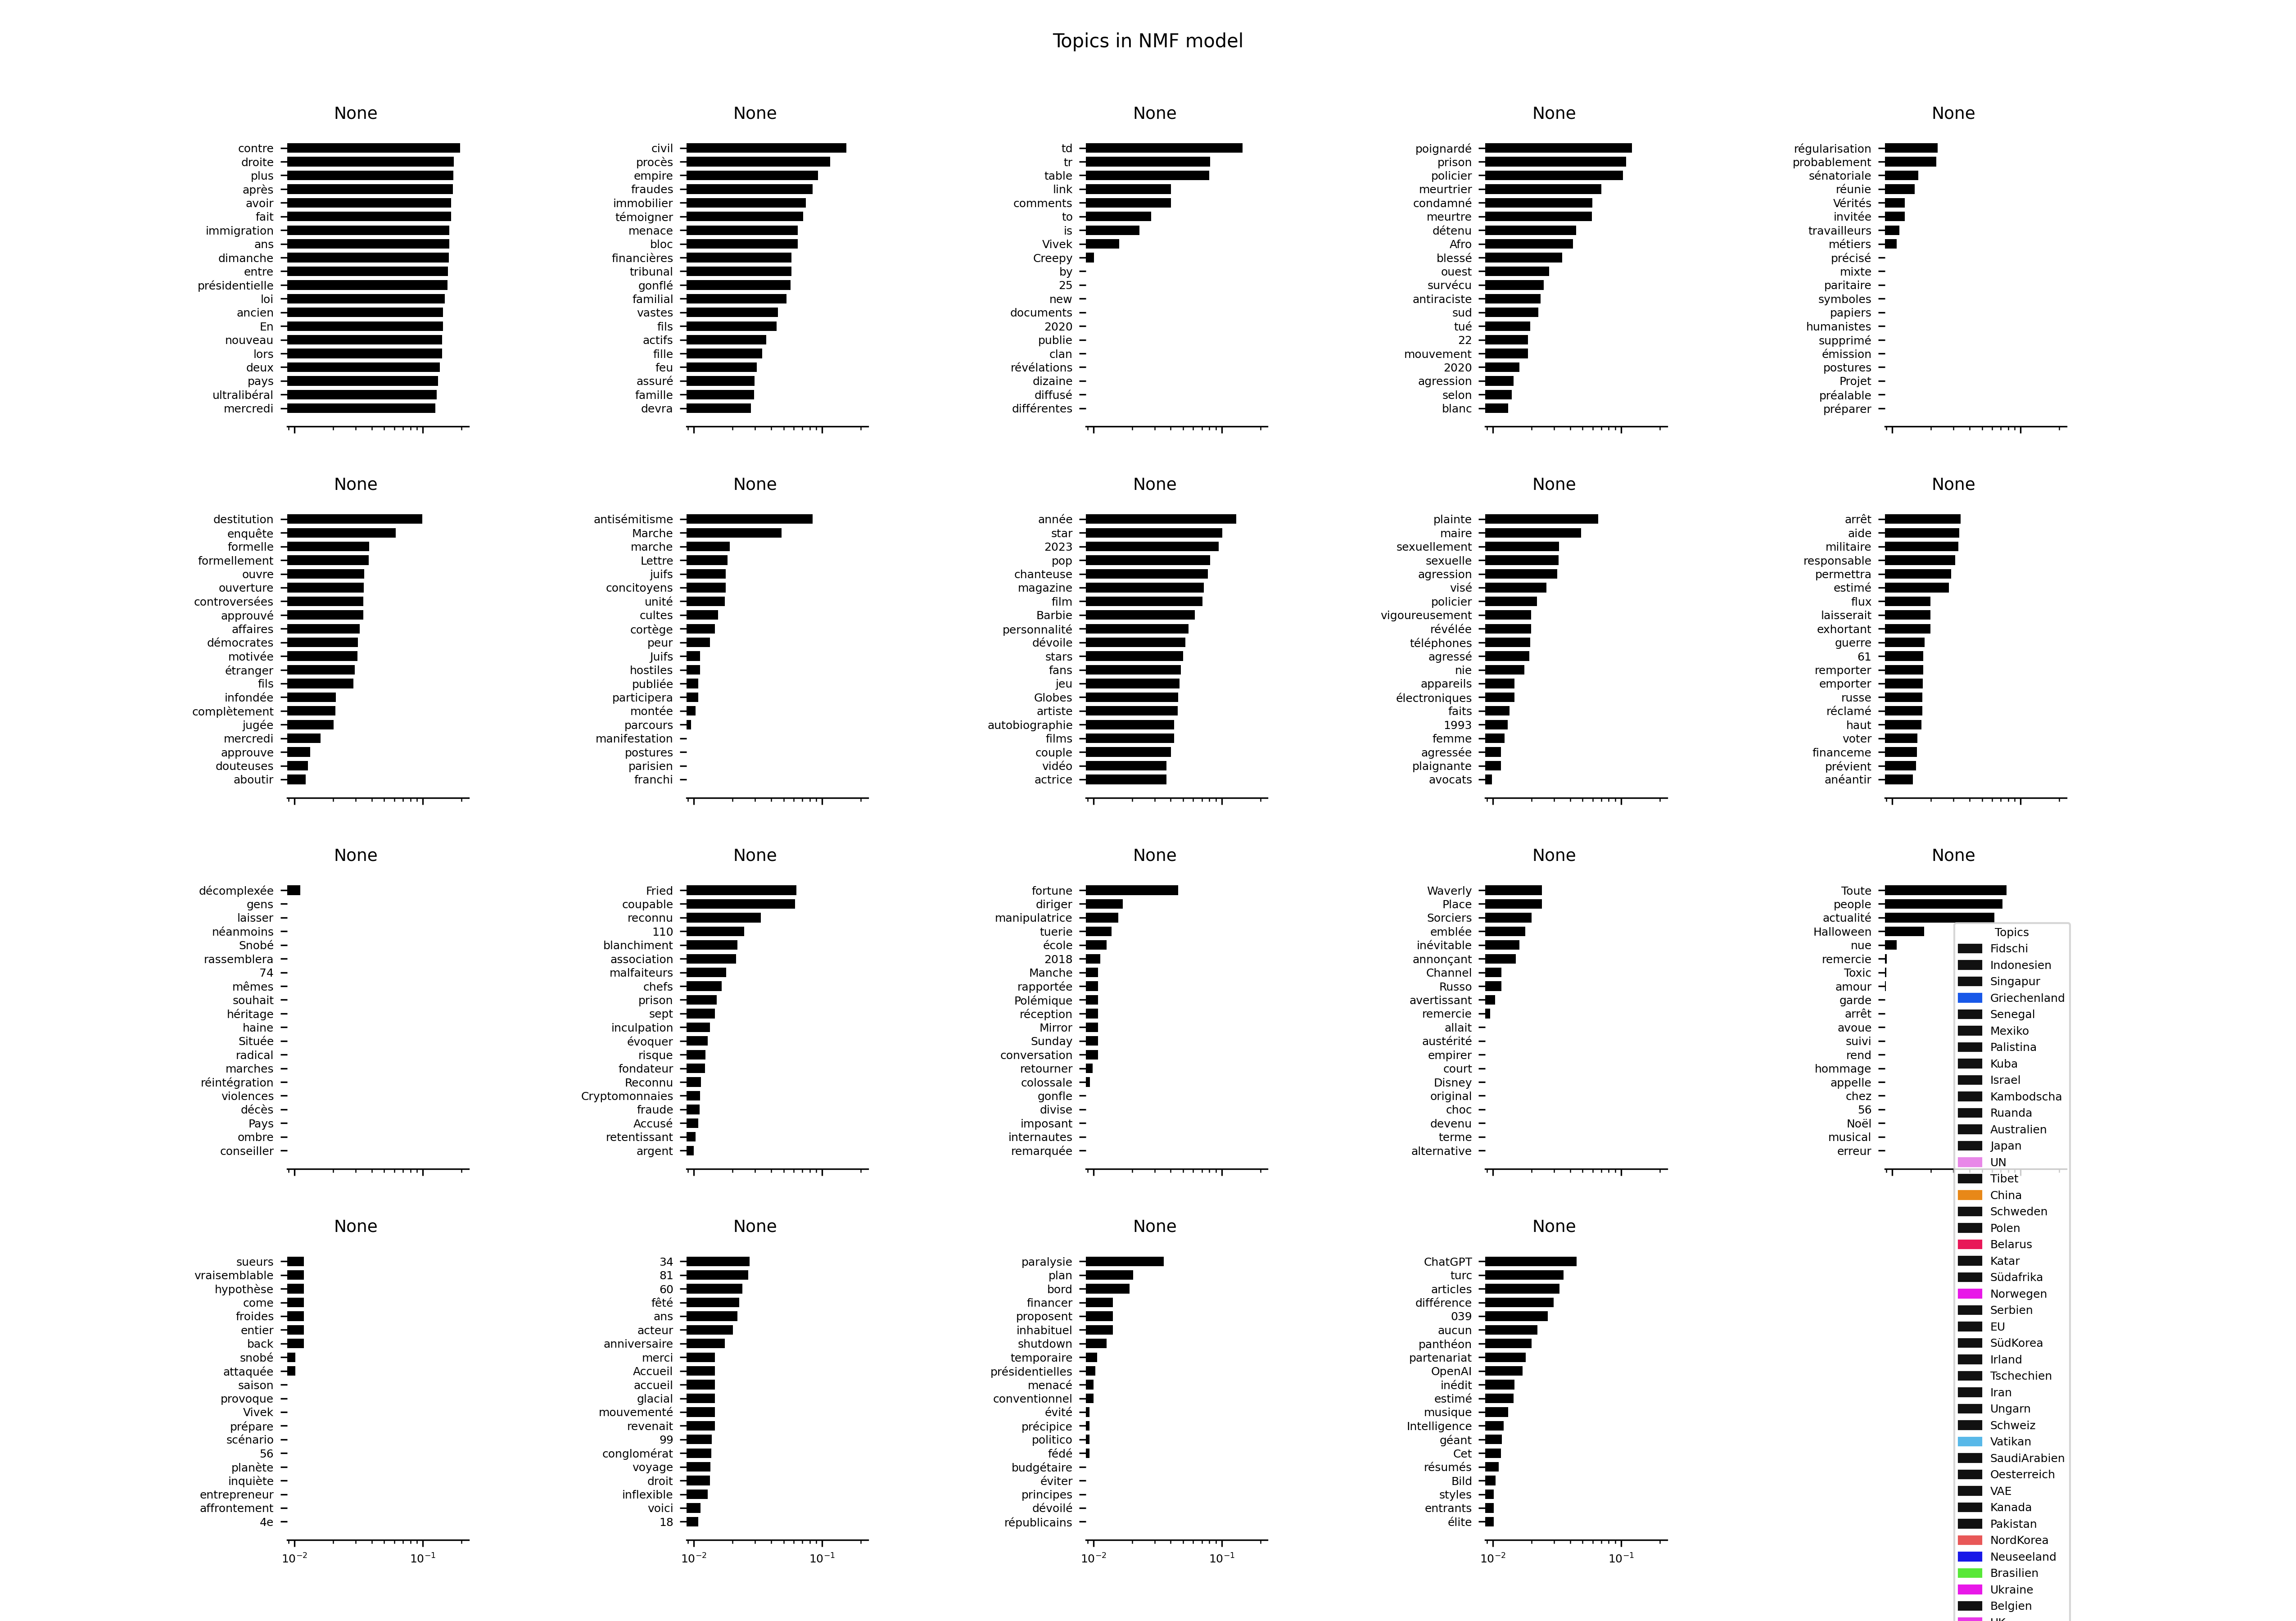 Topics in NMF model
None
contre
droite
plus
après
avoir
fait
immigration
ans
dimanche
entre
présidentielle
loi
ancien
En
nouveau
lors
deux
pays
ultralibéral
mercredi
None
civil
procès
empire
fraudes
immobilier
témoigner
menace
bloc
financières
tribunal
gonflé
familial
vastes
fils
actifs
fille
feu
assuré
famille
devra
None
td
tr
table
link
comments
to
is
Vivek
Creepy
by
25
new
documents
2020
publie
clan
révélations
dizaine
diffusé
différentes
None
poignardé
prison
policier
meurtrier
condamné
meurtre
détenu
Afro
blessé
ouest
survécu
antiraciste
sud
tué
22
mouvement
2020
agression
selon
blanc
None
régularisation
probablement
sénatoriale
réunie
Vérités
invitée
travailleurs
métiers
précisé
mixte
paritaire
symboles
papiers
humanistes
supprimé
émission
postures
Projet
préalable
préparer
None
destitution
enquête
formelle
formellement
ouvre
ouverture
controversées
approuvé
affaires
démocrates
motivée
étranger
fils
infondée
complètement
jugée
mercredi
approuve
douteuses
aboutir
None
antisémitisme
Marche
marche
Lettre
juifs
concitoyens
unité
cultes
cortège
peur
Juifs
hostiles
publiée
participera
montée
parcours
manifestation
postures
parisien
franchi
None
année
star
2023
pop
chanteuse
magazine
film
Barbie
personnalité
dévoile
stars
fans
jeu
Globes
artiste
autobiographie
films
couple
vidéo
actrice
None
plainte
maire
sexuellement
sexuelle
agression
visé
policier
vigoureusement
révélée
téléphones
agressé
nie
appareils
électroniques
faits
1993
femme
agressée
plaignante
avocats
None
arrêt
aide
militaire
responsable
permettra
estimé
flux
laisserait
exhortant
guerre
61
remporter
emporter
russe
réclamé
haut
voter
financeme
prévient
anéantir
None
décomplexée
gens
laisser
néanmoins
Snobé
rassemblera
74
mêmes
souhait
héritage
haine
Située
radical
marches
réintégration
violences
décès
Pays
ombre
conseiller
None
Fried
coupable
reconnu
110
blanchiment
association
malfaiteurs
chefs
prison
sept
inculpation
évoquer
risque
fondateur
Reconnu
Cryptomonnaies
fraude
Accusé
retentissant
argent
None
fortune
diriger
manipulatrice
tuerie
école
2018
Manche
rapportée
Polémique
réception
Mirror
Sunday
conversation
retourner
colossale
gonfle
divise
imposant
internautes
remarquée
None
Waverly
Place
Sorciers
emblée
inévitable
annonçant
Channel
Russo
avertissant
remercie
allait
austérité
empirer
court
Disney
original
choc
devenu
terme
alternative
None
Toute
people
actualité
Halloween
nue
remercie
Toxic
amour
garde
arrêt
avoue
suivi
rend
hommage
appelle
chez
56
Noël
musical
erreur
None
sueurs
vraisemblable
hypothèse
come
froides
entier
back
snobé
attaquée
saison
provoque
Vivek
prépare
scénario
56
planète
inquiète
entrepreneur
affrontement
4e
10⁻² 10⁻¹
None
34
81
60
fêté
ans
acteur
anniversaire
merci
Accueil
accueil
glacial
mouvementé
revenait
99
conglomérat
voyage
droit
inflexible
voici
18
10⁻² 10⁻¹
None
paralysie
plan
bord
financer
proposent
inhabituel
shutdown
temporaire
présidentielles
menacé
conventionnel
évité
précipice
politico
fédé
budgétaire
éviter
principes
dévoilé
républicains
10⁻² 10⁻¹
None
ChatGPT
turc
articles
différence
039
aucun
panthéon
partenariat
OpenAI
inédit
estimé
musique
Intelligence
géant
Cet
résumés
Bild
styles
entrants
élite
10⁻² 10⁻¹
Topics
Fidschi
Indonesien
Singapur
Griechenland
Senegal
Mexiko
Palistina
Kuba
Israel
Kambodscha
Ruanda
Australien
Japan
UN
Tibet
China
Schweden
Polen
Belarus
Katar
Südafrika
Norwegen
Serbien
EU
SüdKorea
Irland
Tschechien
Iran
Ungarn
Schweiz
Vatikan
SaudiArabien
Oesterreich
VAE
Kanada
Pakistan
NordKorea
Neuseeland
Brasilien
Ukraine
Belgien